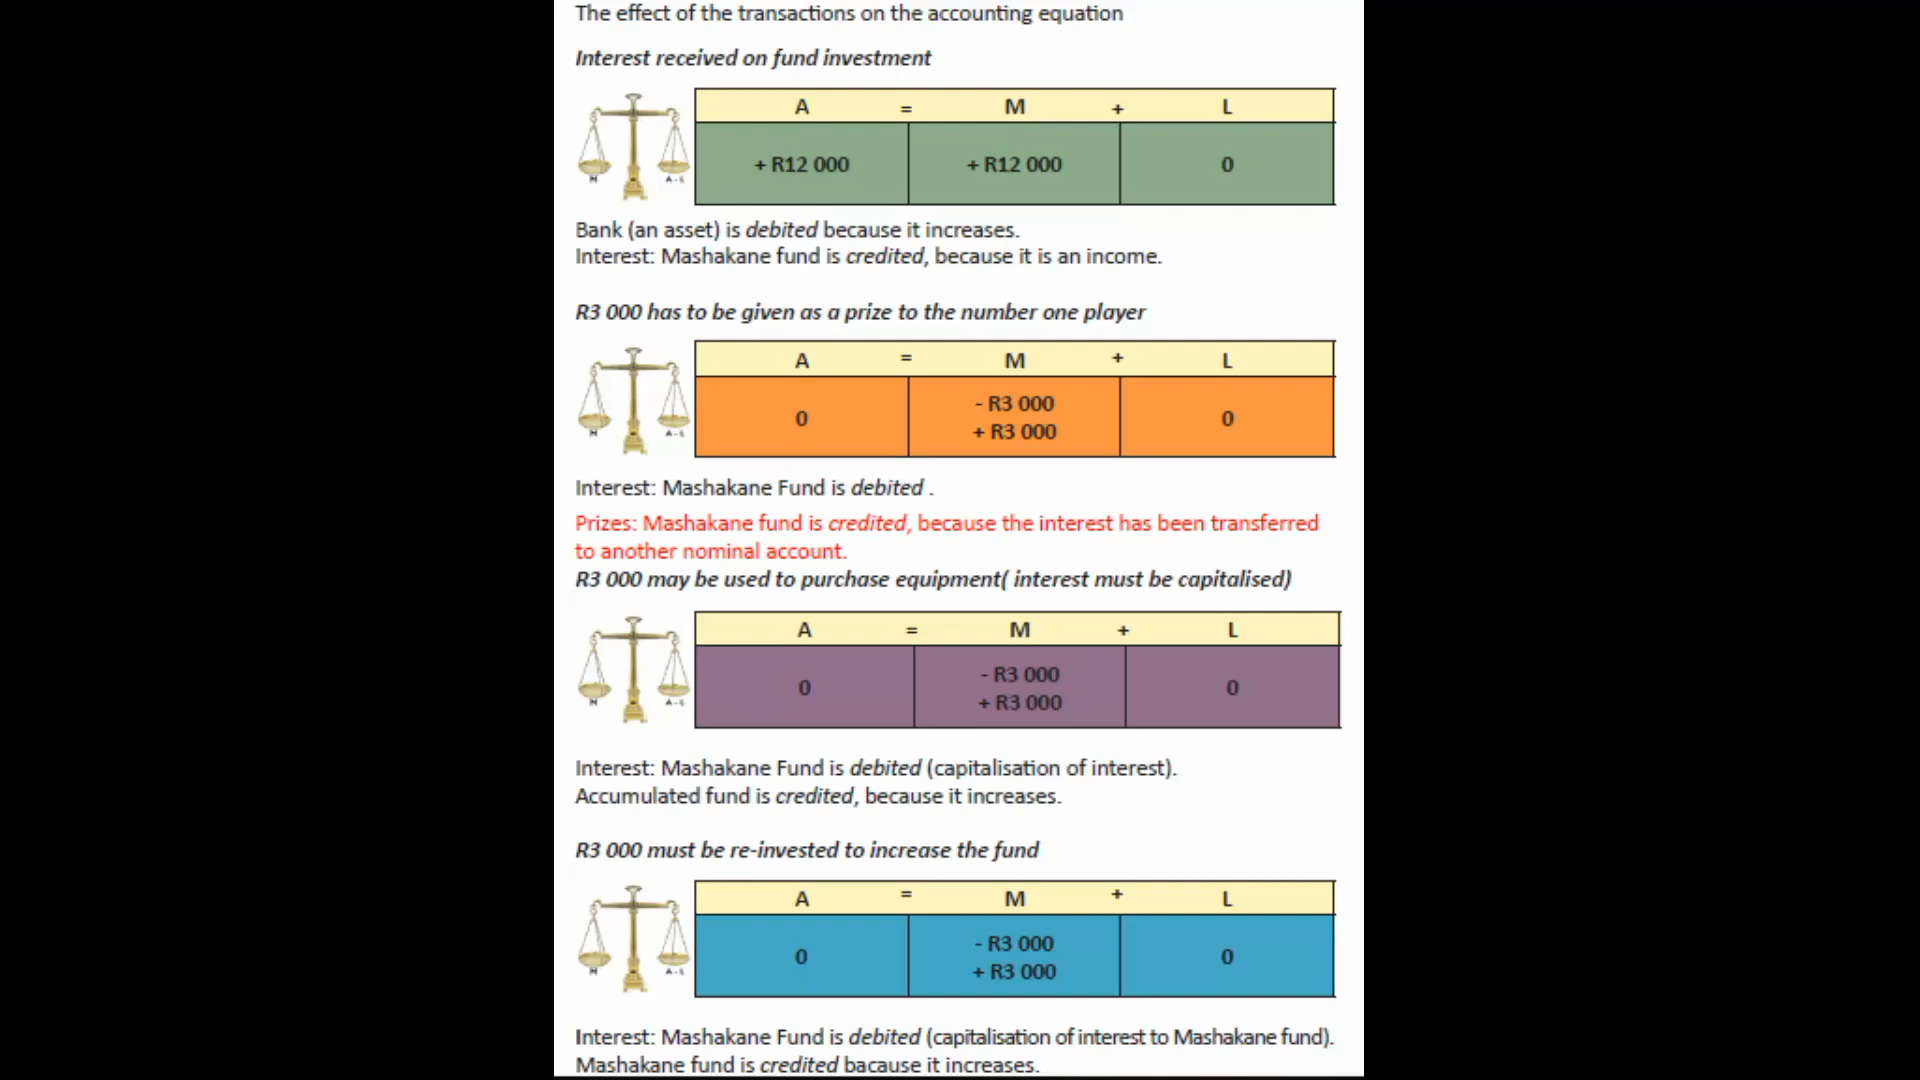 The effect of the transactions on the accounting equation
Interest received on fund investment
A = M + L
+ R12 000 + R12 000 0
M A-L
Bank (an asset) is debited because it increases.
Interest: Mashakane fund is credited, because it is an income.
R3 000 has to be given as a prize to the number one player
A = M + L
0 - R3 000 0
+ R3 000
M A-L
Interest: Mashakane Fund is debited .
Prizes: Mashakane fund is credited, because the interest has been transferred
to another nominal account.
R3 000 may be used to purchase equipment( interest must be capitalised)
A = M + L
0 - R3 000 0
+ R3 000
M A-L
Interest: Mashakane Fund is debited (capitalisation of interest).
Accumulated fund is credited, because it increases.
R3 000 must be re-invested to increase the fund
A = M + L
0 - R3 000 0
+ R3 000
M A-L
Interest: Mashakane Fund is debited (capitalisation of interest to Mashakane fund).
Mashakane fund is credited bacause it increases.